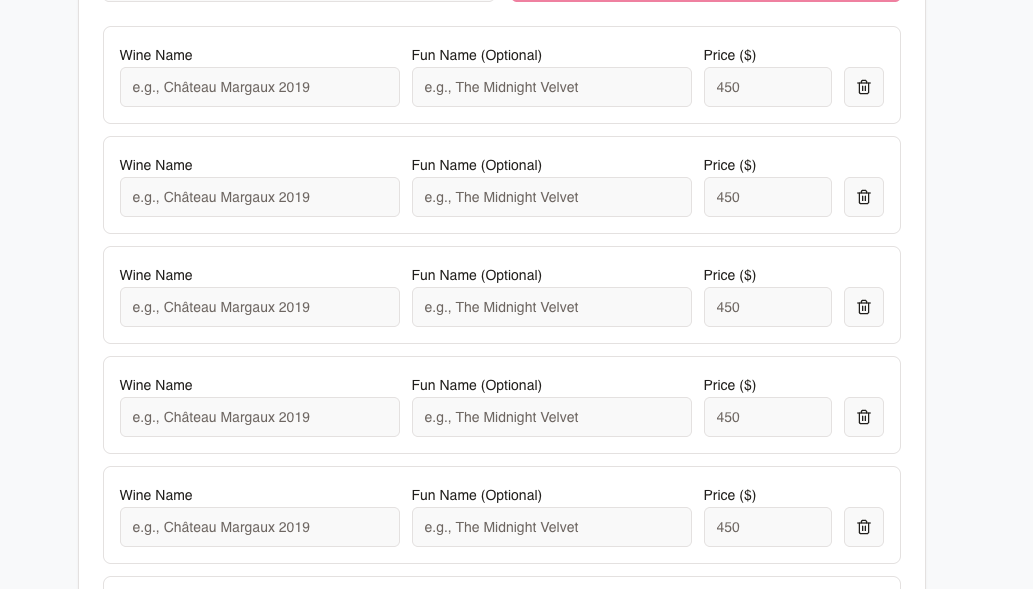 Wine Name Fun Name (Optional) Price ($)
e.g., Château Margaux 2019 e.g., The Midnight Velvet 450
Wine Name Fun Name (Optional) Price ($)
e.g., Château Margaux 2019 e.g., The Midnight Velvet 450
Wine Name Fun Name (Optional) Price ($)
e.g., Château Margaux 2019 e.g., The Midnight Velvet 450
Wine Name Fun Name (Optional) Price ($)
e.g., Château Margaux 2019 e.g., The Midnight Velvet 450
Wine Name Fun Name (Optional) Price ($)
e.g., Château Margaux 2019 e.g., The Midnight Velvet 450